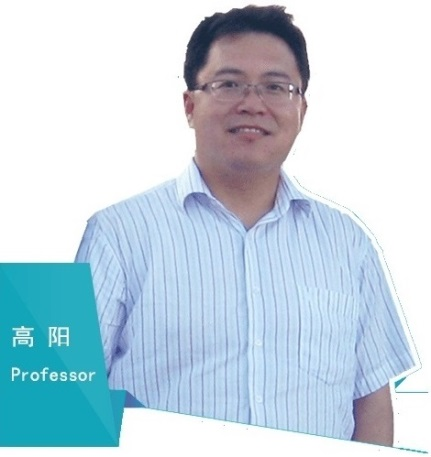 高 阳
Professor